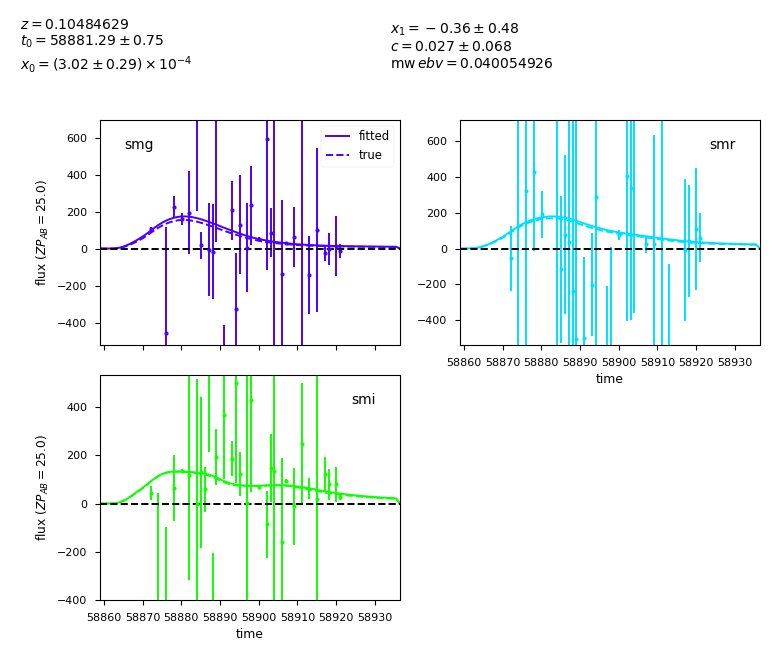 z = 0.10484629
t₀ = 58881.29 ± 0.75
x₀ = (3.02 ± 0.29) × 10⁻⁴
x₁ = −0.36 ± 0.48
c = 0.027 ± 0.068
mw ebv = 0.040054926
smg
fitted
true
600
400
200
0
−200
−400
flux (ZP_AB = 25.0)
smr
600
400
200
0
−200
−400
58860 58870 58880 58890 58900 58910 58920 58930
time
smi
400
200
0
−200
−400
flux (ZP_AB = 25.0)
58860 58870 58880 58890 58900 58910 58920 58930
time